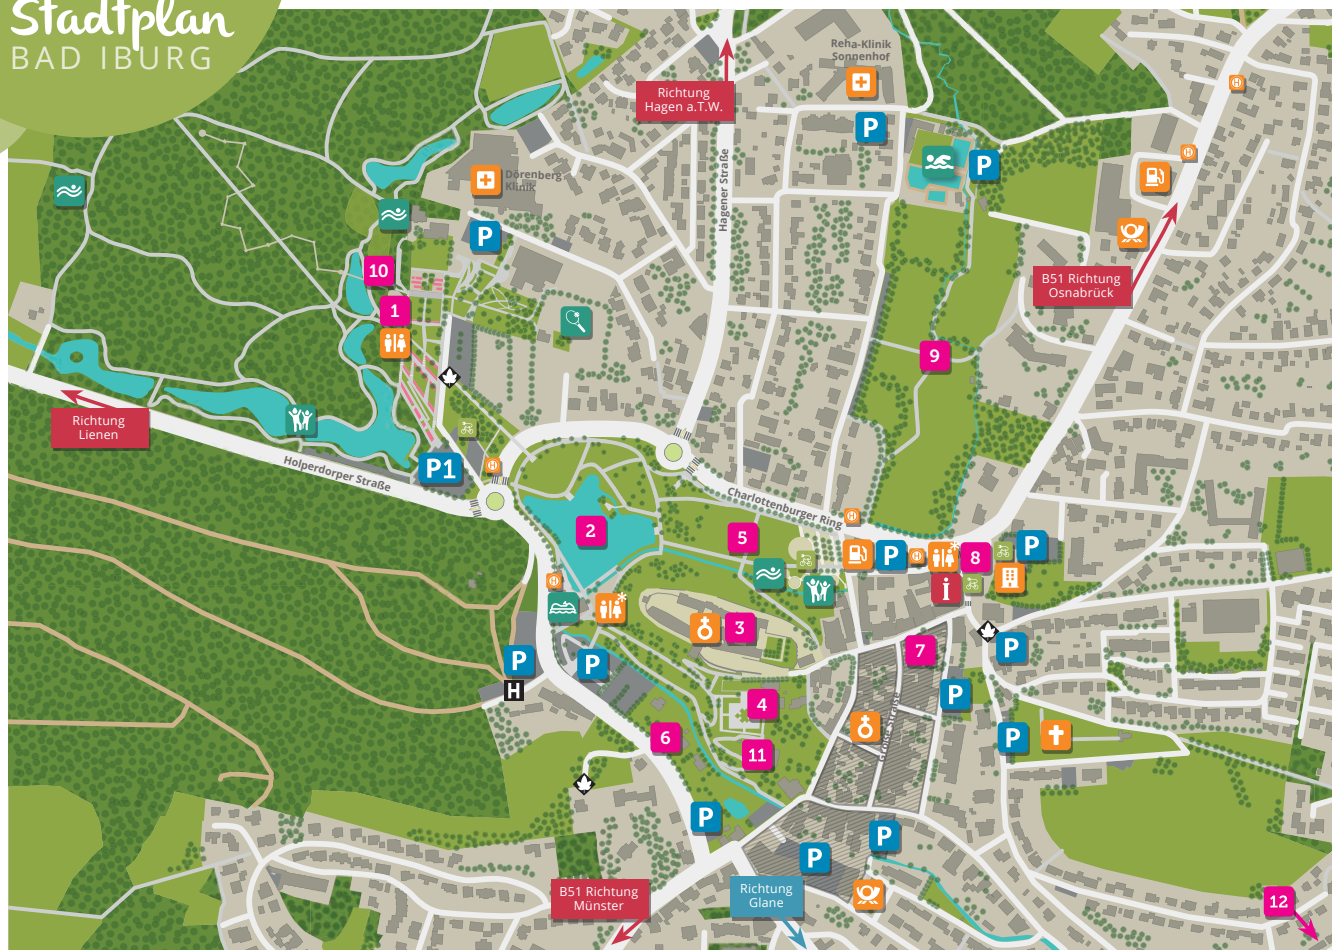 Stadtplan
BAD IBURG
Reha-Klinik
Sonnenhof
H
Richtung
Hagen a.T.W.
P
H
P
Dörenberg
Klinik
Hagener Straße
P
10
B51 Richtung
Osnabrück
1
9
Richtung
Lienen
P1
H
Holperdorper Straße
Charlottenburger Ring
H
2
5
P
H
*
8
P
H
*
i
3
7
P
P
P
H
4
P
Große Straße
6
11
P
P
P
P
B51 Richtung
Münster
Richtung
Glane
12